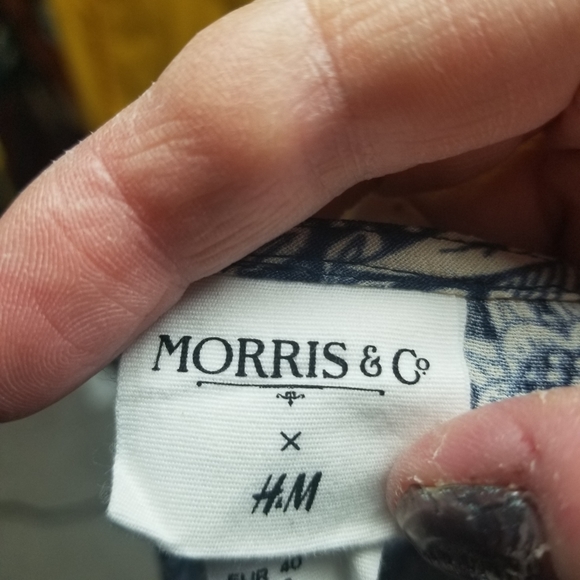 MORRIS & Co.
×
H&M
EUR 40